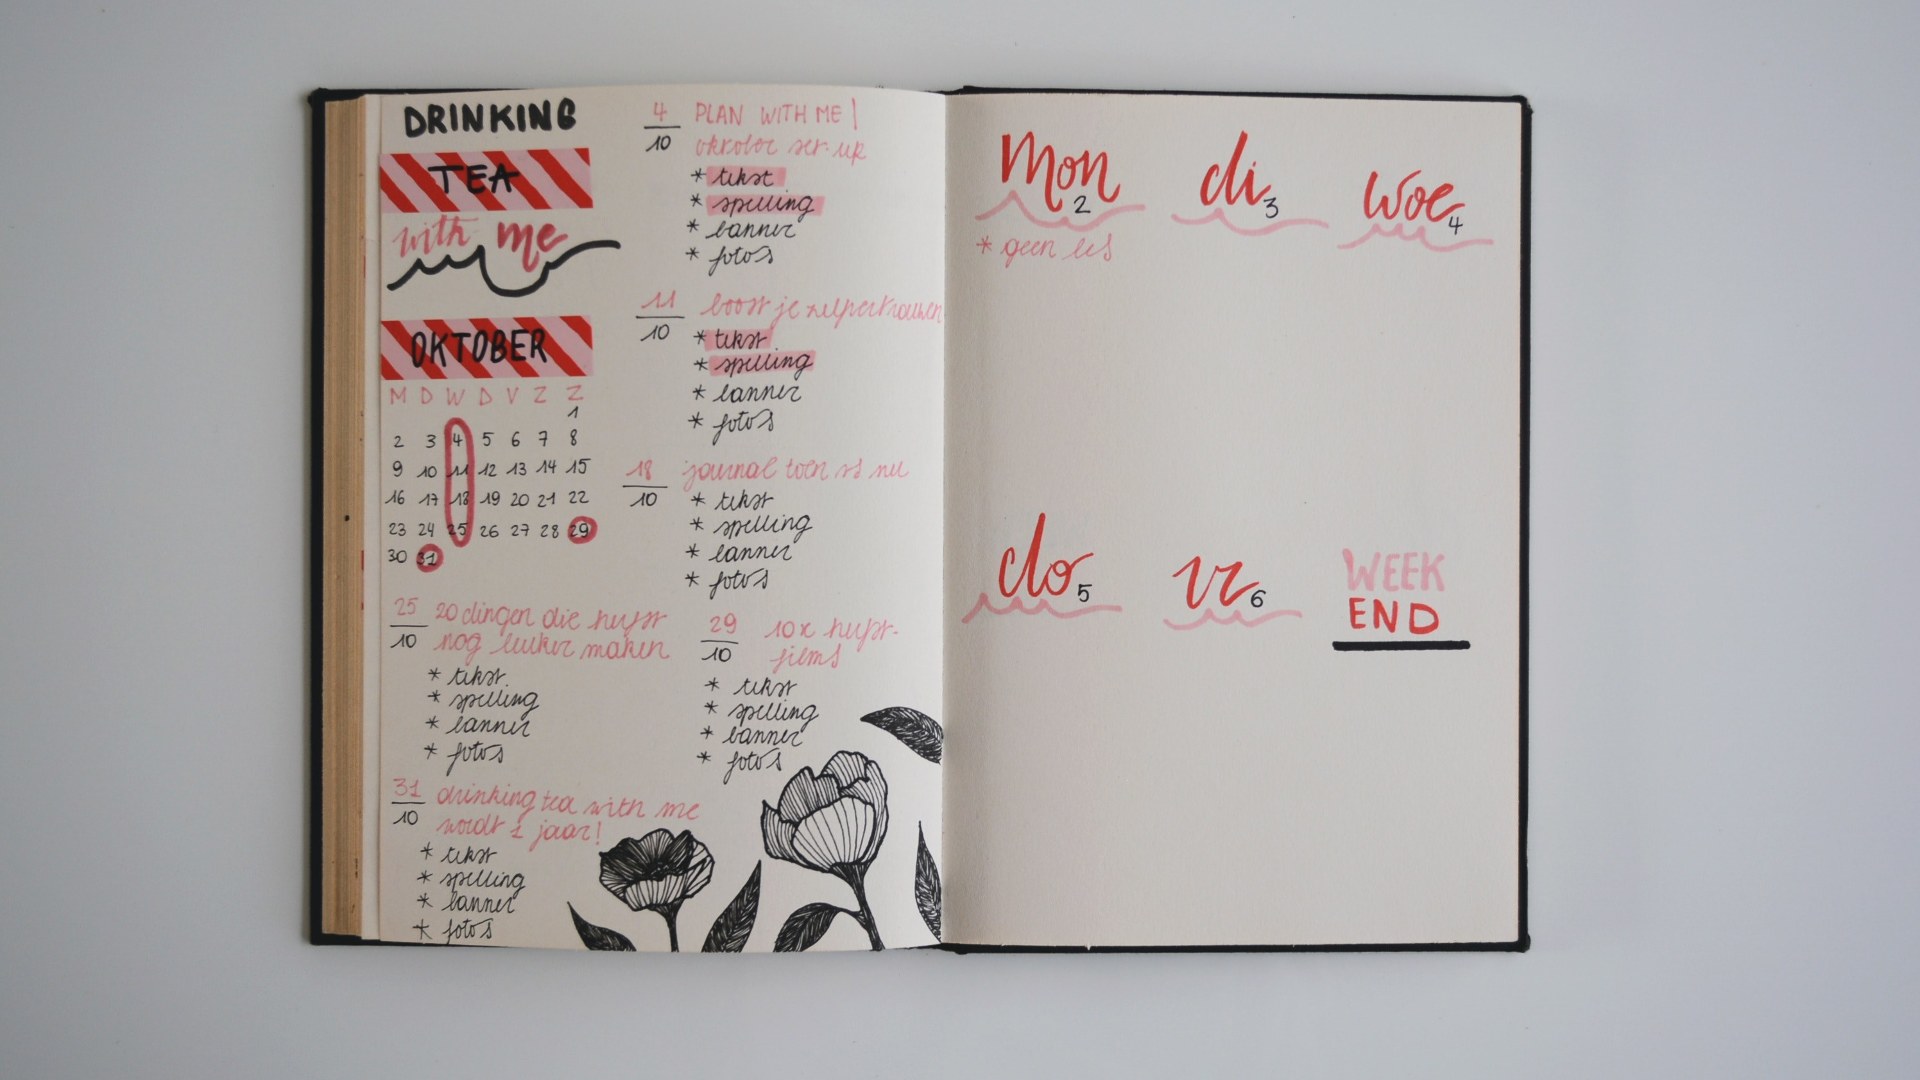 DRINKING
TEA
with me
OKTOBER
M D W D V Z Z
1
2 3 4 5 6 7 8
9 10 11 12 13 14 15
16 17 18 19 20 21 22
23 24 25 26 27 28 29
30 31
4
10
PLAN WITH ME |
oktober set-up
* tekst
* spelling
* banner
* foto's
11
10
boost je zelfvertrouwen
* tekst
* spelling
* banner
* foto's
18
10
journal toen vs nu
* tekst
* spelling
* banner
* foto's
25
10
20 dingen die herfst
nog leuker maken
* tekst
* spelling
* banner
* foto's
29
10
10x herfst-
films
* tekst
* spelling
* banner
* foto's
31
10
drinking tea with me
wordt 1 jaar!
* tekst
* spelling
* banner
* foto's
Mon 2
* geen les
di 3
woe 4
do 5
vr 6
WEEK
END